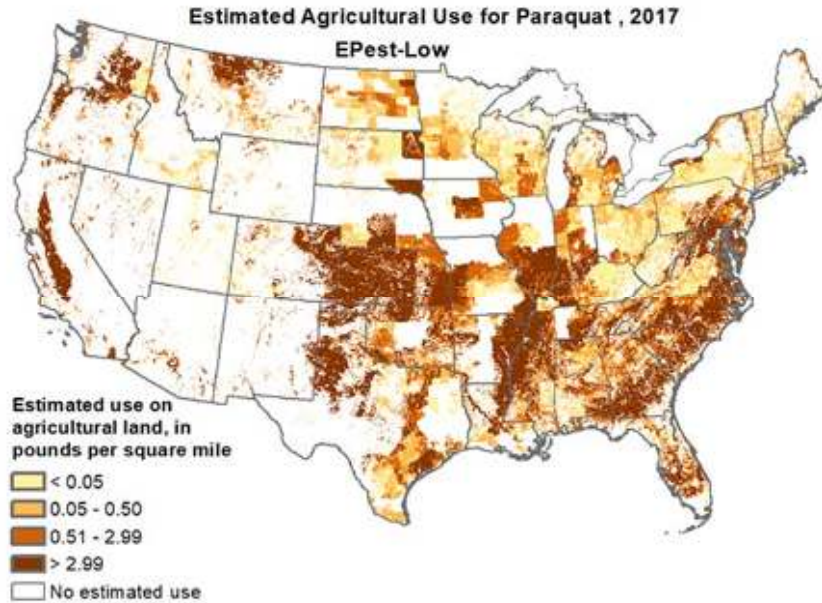 Estimated Agricultural Use for Paraquat , 2017
EPest-Low
Estimated use on
agricultural land, in
pounds per square mile
< 0.05
0.05 - 0.50
0.51 - 2.99
> 2.99
No estimated use